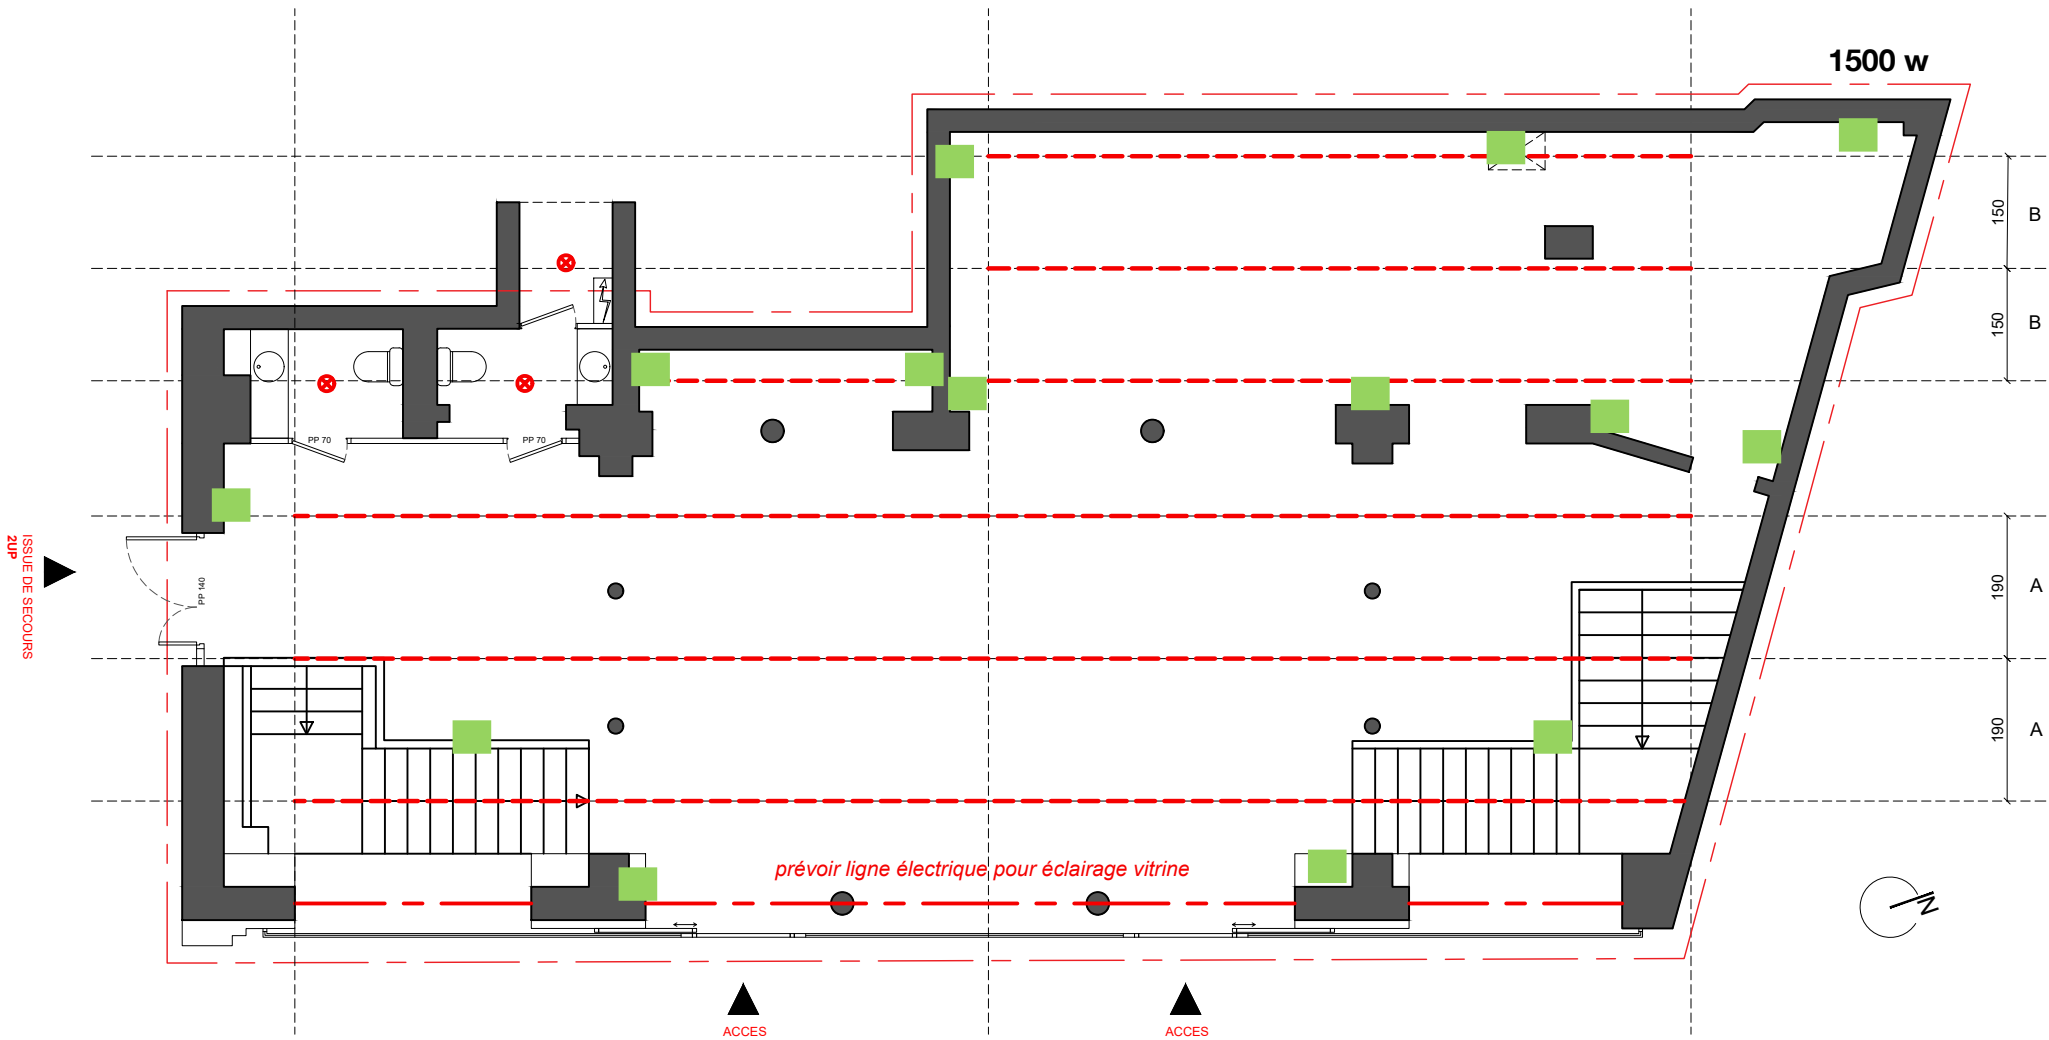 1500 w
150
B
150
B
PP 70
PP 70
ISSUE DE SECOURS
2UP
PP 140
190
A
190
A
prévoir ligne électrique pour éclairage vitrine
N
ACCES
ACCES